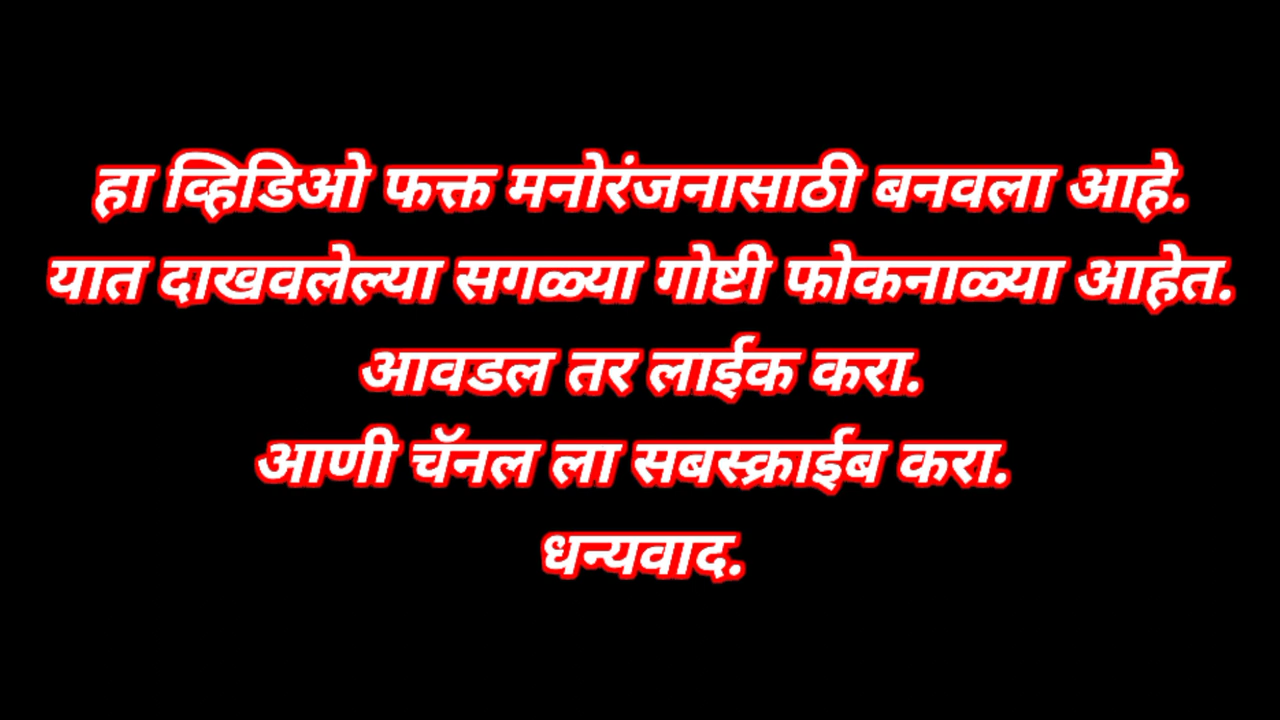 हा व्हिडिओ फक्त मनोरंजनासाठी बनवला आहे.
यात दाखवलेल्या सगळ्या गोष्टी फोकनाळ्या आहेत.
आवडल तर लाईक करा.
आणी चॅनल ला सबस्क्राईब करा.
धन्यवाद.